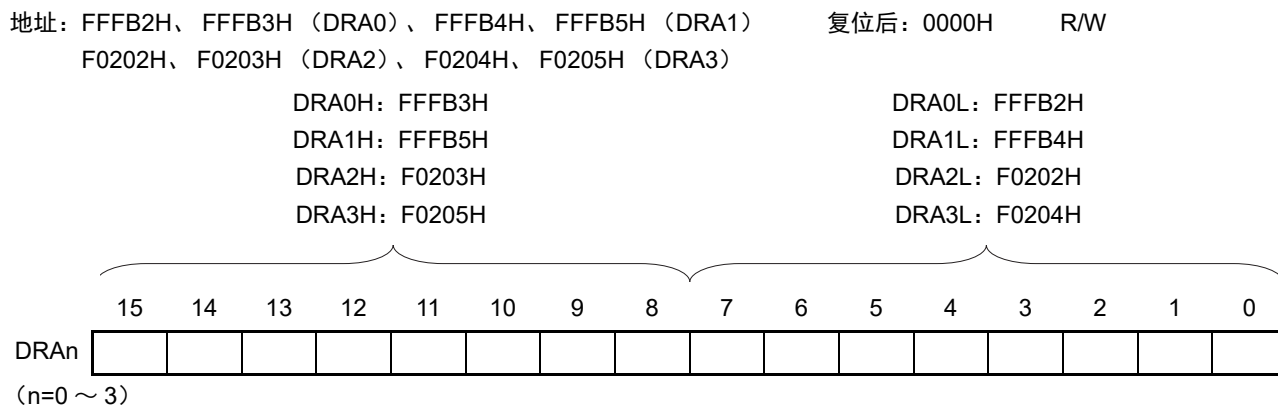 地址：FFFB2H、 FFFB3H （DRA0）、 FFFB4H、 FFFB5H （DRA1） 复位后：0000H R/W
F0202H、 F0203H （DRA2）、 F0204H、 F0205H （DRA3）
DRA0H：FFFB3H DRA0L：FFFB2H
DRA1H：FFFB5H DRA1L：FFFB4H
DRA2H：F0203H DRA2L：F0202H
DRA3H：F0205H DRA3L：F0204H
15 14 13 12 11 10 9 8 7 6 5 4 3 2 1 0
DRAn
（n=0 ～ 3）